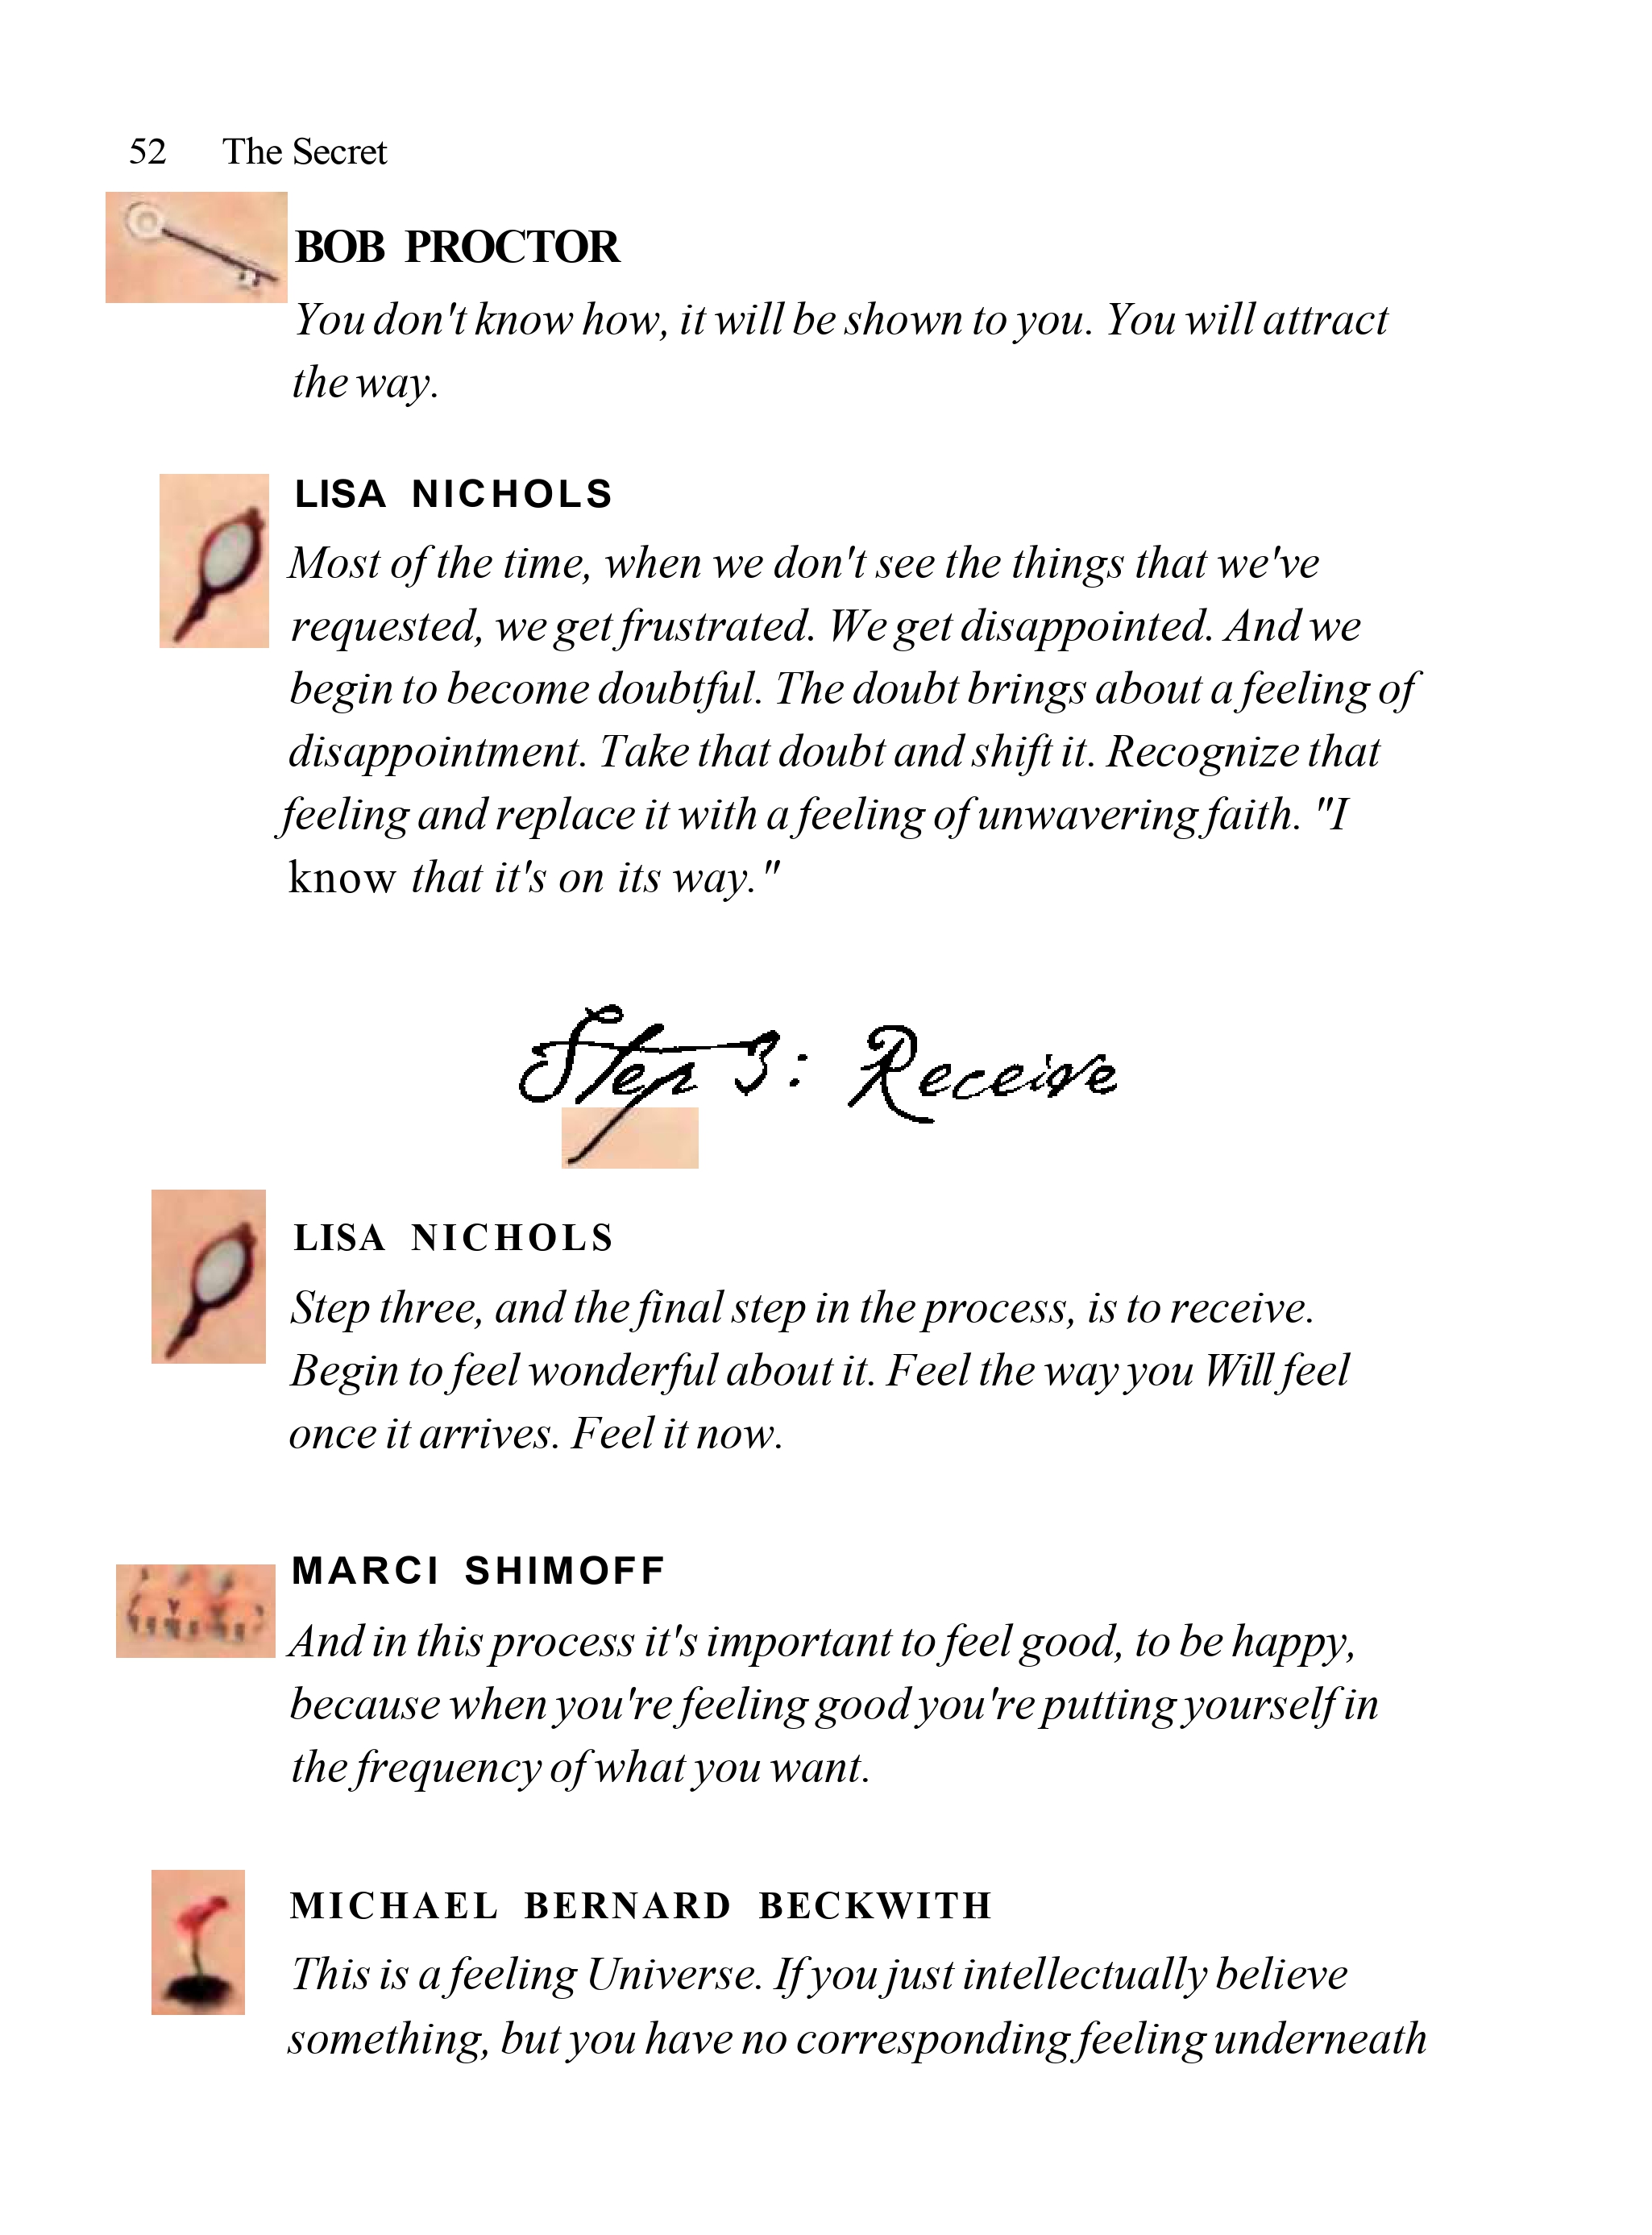 52 The Secret
BOB PROCTOR
You don't know how, it will be shown to you. You will attract
the way.
LISA NICHOLS
Most of the time, when we don't see the things that we've
requested, we get frustrated. We get disappointed. And we
begin to become doubtful. The doubt brings about a feeling of
disappointment. Take that doubt and shift it. Recognize that
feeling and replace it with a feeling of unwavering faith. "I
know that it's on its way."
Step 3: Receive
LISA NICHOLS
Step three, and the final step in the process, is to receive.
Begin to feel wonderful about it. Feel the way you Will feel
once it arrives. Feel it now.
MARCI SHIMOFF
And in this process it's important to feel good, to be happy,
because when you're feeling good you're putting yourself in
the frequency of what you want.
MICHAEL BERNARD BECKWITH
This is a feeling Universe. If you just intellectually believe
something, but you have no corresponding feeling underneath